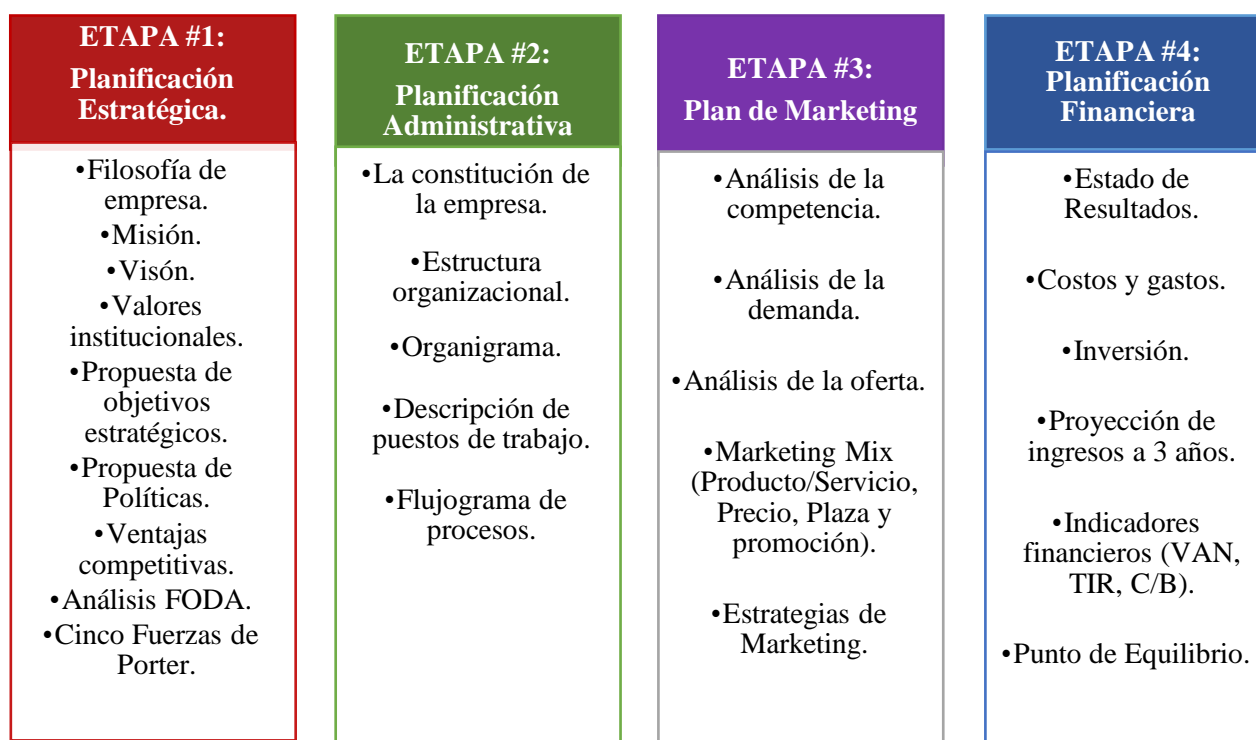 ETAPA #1:
Planificación
Estratégica.
•Filosofía de
empresa.
•Misión.
•Visón.
•Valores
institucionales.
•Propuesta de
objetivos
estratégicos.
•Propuesta de
Políticas.
•Ventajas
competitivas.
•Análisis FODA.
•Cinco Fuerzas de
Porter.
ETAPA #2:
Planificación
Administrativa
•La constitución de
la empresa.
•Estructura
organizacional.
•Organigrama.
•Descripción de
puestos de trabajo.
•Flujograma de
procesos.
ETAPA #3:
Plan de Marketing
•Análisis de la
competencia.
•Análisis de la
demanda.
•Análisis de la oferta.
•Marketing Mix
(Producto/Servicio,
Precio, Plaza y
promoción).
•Estrategias de
Marketing.
ETAPA #4:
Planificación
Financiera
•Estado de
Resultados.
•Costos y gastos.
•Inversión.
•Proyección de
ingresos a 3 años.
•Indicadores
financieros (VAN,
TIR, C/B).
•Punto de Equilibrio.